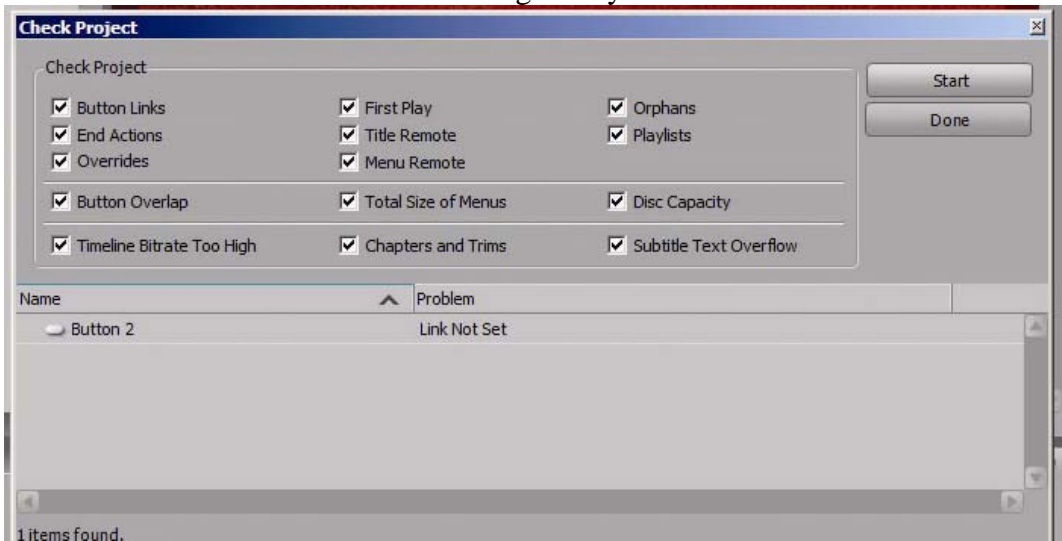 Check Project
Check Project
Button Links First Play Orphans
End Actions Title Remote Playlists
Overrides Menu Remote
Button Overlap Total Size of Menus Disc Capacity
Timeline Bitrate Too High Chapters and Trims Subtitle Text Overflow
Start
Done
Name Problem
Button 2 Link Not Set
1 items found.